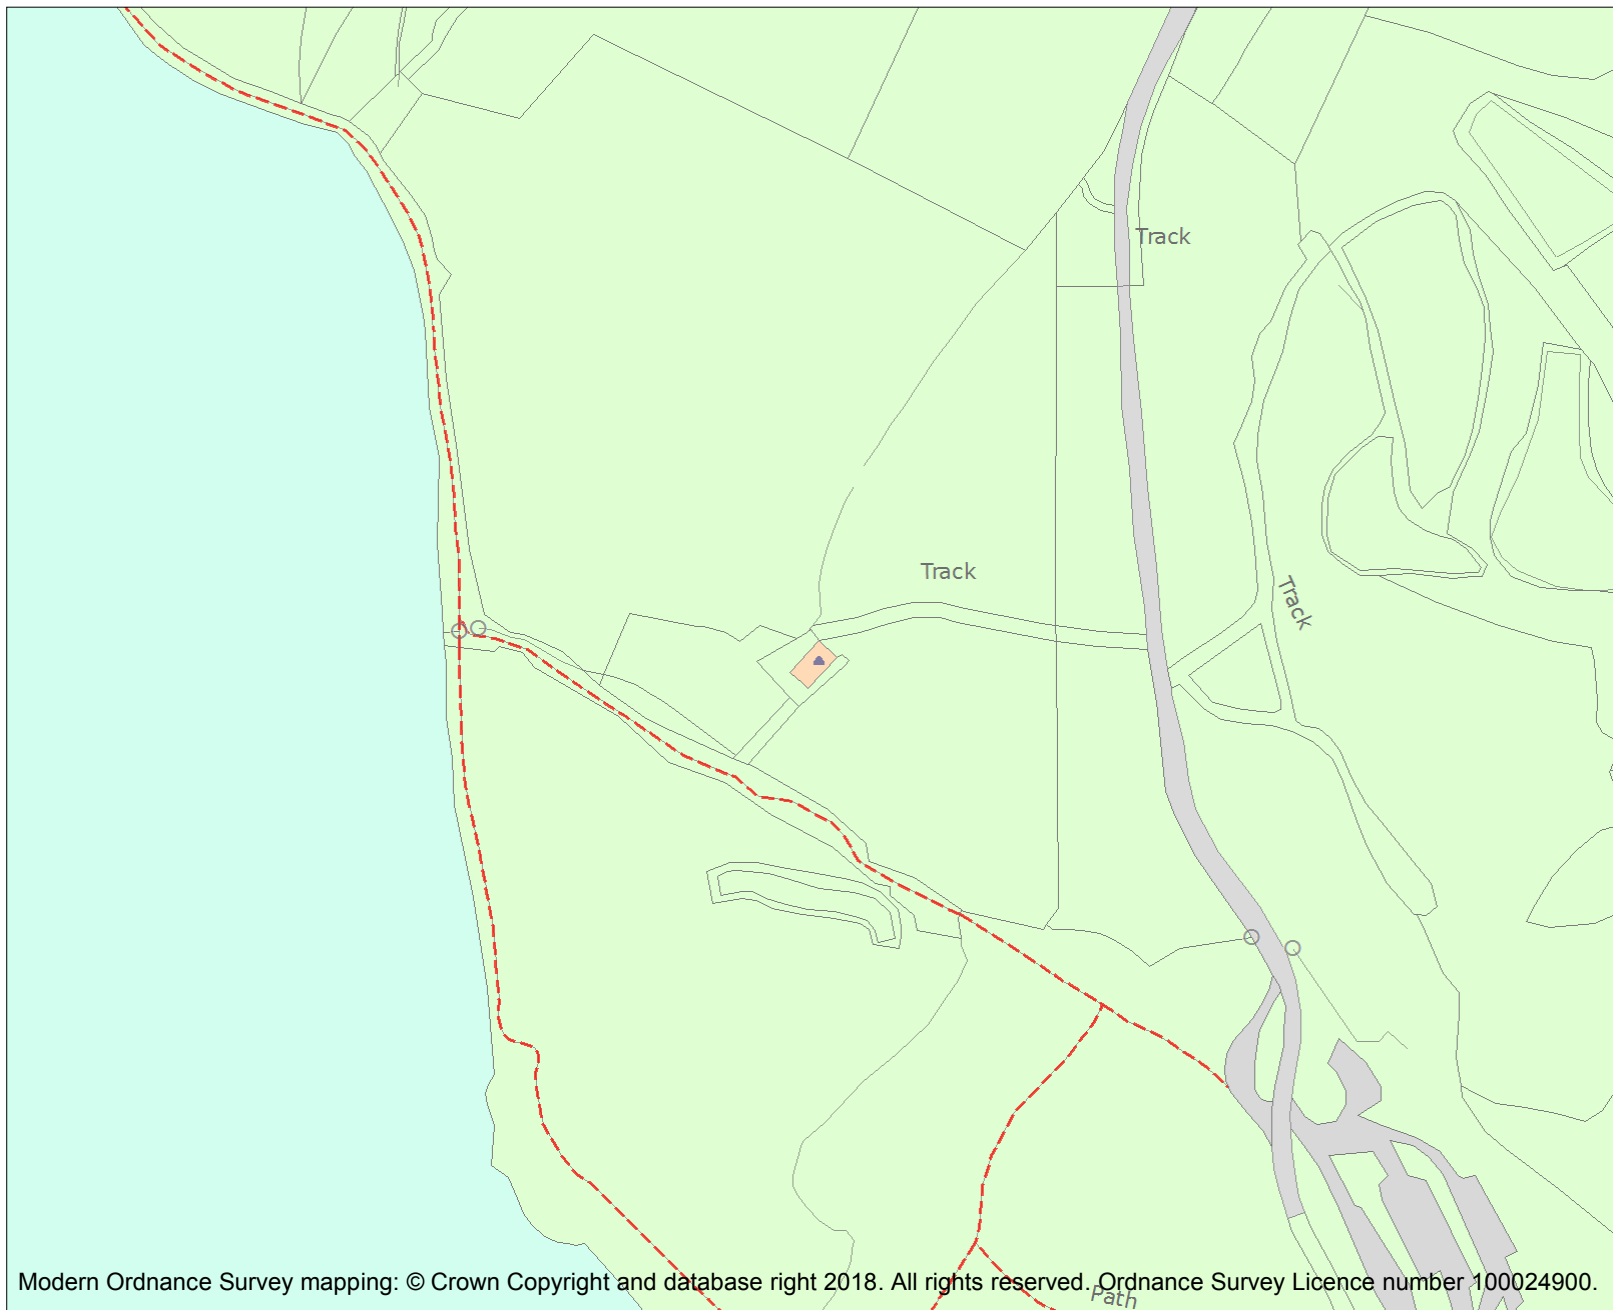 Track
Track
Track
Modern Ordnance Survey mapping: © Crown Copyright and database right 2018. All rights reserved. Ordnance Survey Licence number 100024900.
Path